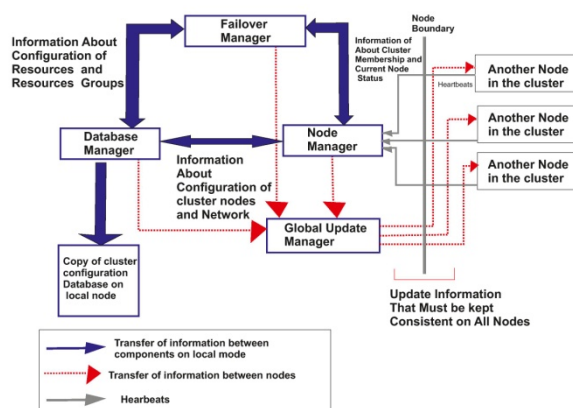 Failover
Manager
Information About
Configuration of
Resources and
Resources Groups
Information of
About Cluster
Membership and
Current Node
Status
Node
Boundary
Another Node
in the cluster
Heartbeats
Another Node
in the cluster
Another Node
in the cluster
Database
Manager
Node
Manager
Information
About
Configuration of
cluster nodes
and Network
Global Update
Manager
Copy of cluster
configuration
Database on
local node
Update Information
That Must be kept
Consistent on All Nodes
Transfer of information between
components on local mode
Transfer of information between nodes
Hearbeats